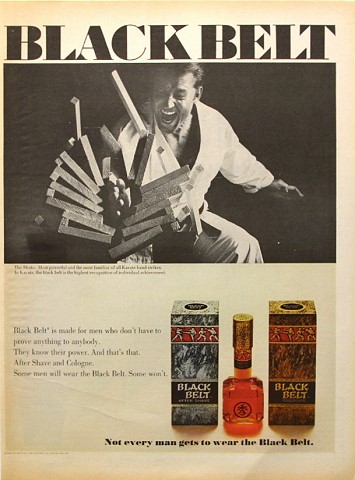 BLACK BELT
The Shuto. Most powerful and the most familiar of all Karate hand strikes.
In Karate, the black belt is the highest recognition of individual achievement.
Black Belt® is made for men who don't have to
prove anything to anybody.
They know their power. And that's that.
After Shave and Cologne.
Some men will wear the Black Belt. Some won't.
BLACK
BELT
AFTER SHAVE
BLACK
BELT
Not every man gets to wear the Black Belt.